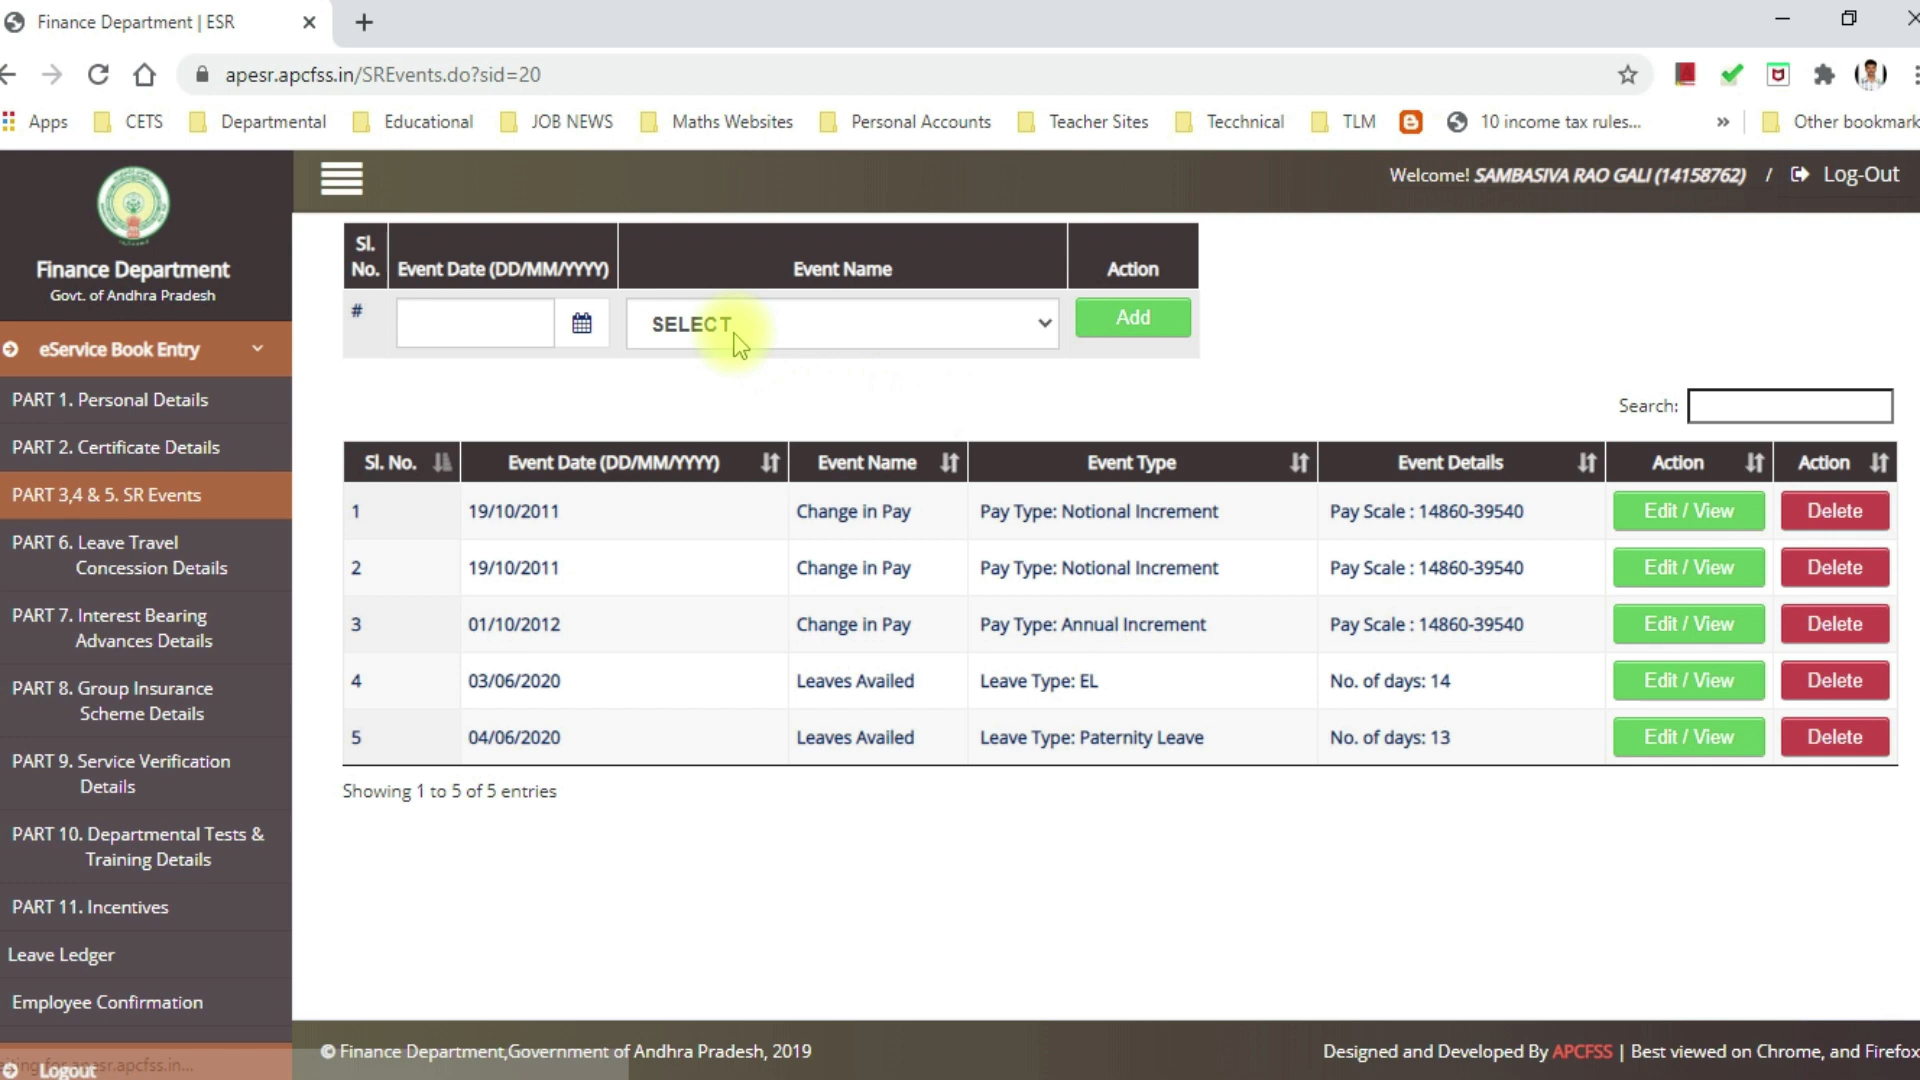 Finance Department | ESR
apesr.apcfss.in/SREvents.do?sid=20
Apps CETS Departmental Educational JOB NEWS Maths Websites Personal Accounts Teacher Sites Tecchnical TLM 10 income tax rules... » Other bookmark
Welcome! SAMBASIVA RAO GALI (14158762) / Log-Out
Finance Department
Govt. of Andhra Pradesh
eService Book Entry
PART 1. Personal Details
PART 2. Certificate Details
PART 3,4 & 5. SR Events
PART 6. Leave Travel
Concession Details
PART 7. Interest Bearing
Advances Details
PART 8. Group Insurance
Scheme Details
PART 9. Service Verification
Details
PART 10. Departmental Tests &
Training Details
PART 11. Incentives
Leave Ledger
Employee Confirmation
Logout
Sl. No. Event Date (DD/MM/YYYY) Event Name Action
# SELECT Add
Search:
Sl. No. Event Date (DD/MM/YYYY) Event Name Event Type Event Details Action Action
1 19/10/2011 Change in Pay Pay Type: Notional Increment Pay Scale : 14860-39540 Edit / View Delete
2 19/10/2011 Change in Pay Pay Type: Notional Increment Pay Scale : 14860-39540 Edit / View Delete
3 01/10/2012 Change in Pay Pay Type: Annual Increment Pay Scale : 14860-39540 Edit / View Delete
4 03/06/2020 Leaves Availed Leave Type: EL No. of days: 14 Edit / View Delete
5 04/06/2020 Leaves Availed Leave Type: Paternity Leave No. of days: 13 Edit / View Delete
Showing 1 to 5 of 5 entries
© Finance Department,Government of Andhra Pradesh, 2019
Designed and Developed By APCFSS | Best viewed on Chrome, and Firefox